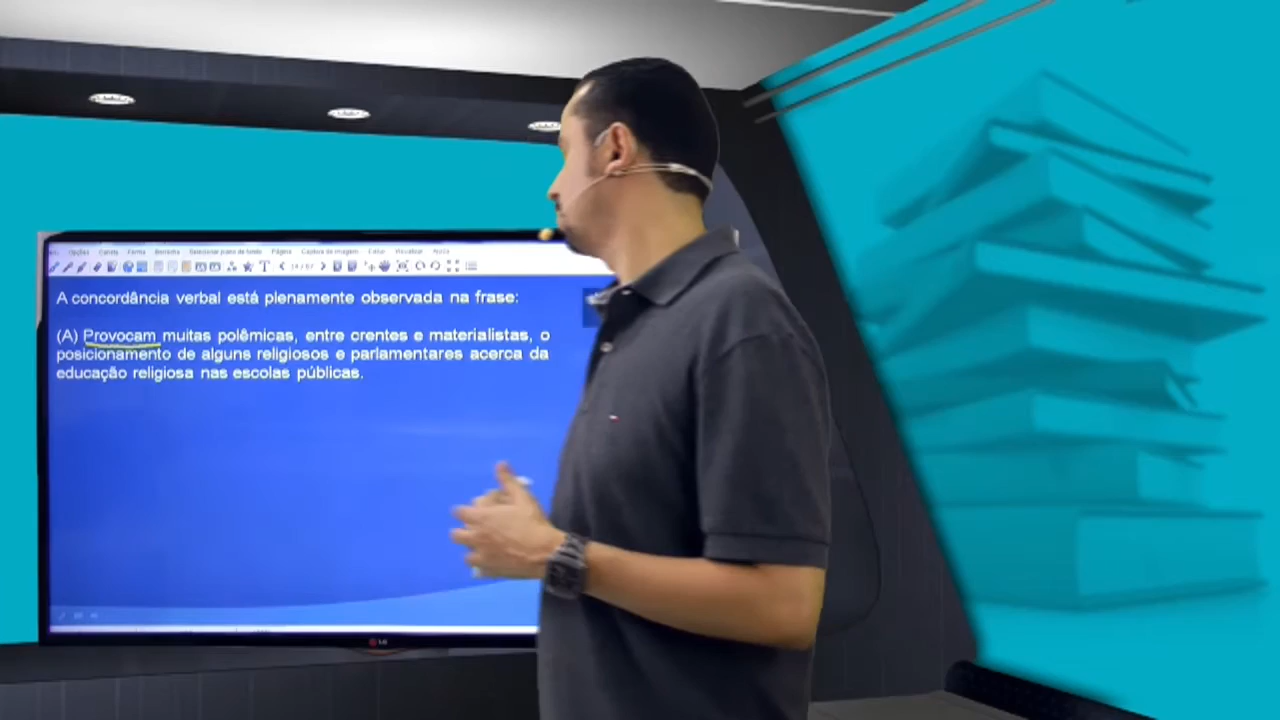 A concordância verbal está plenamente observada na frase:
(A) Provocam muitas polêmicas, entre crentes e materialistas, o
posicionamento de alguns religiosos e parlamentares acerca da
educação religiosa nas escolas públicas.
LG